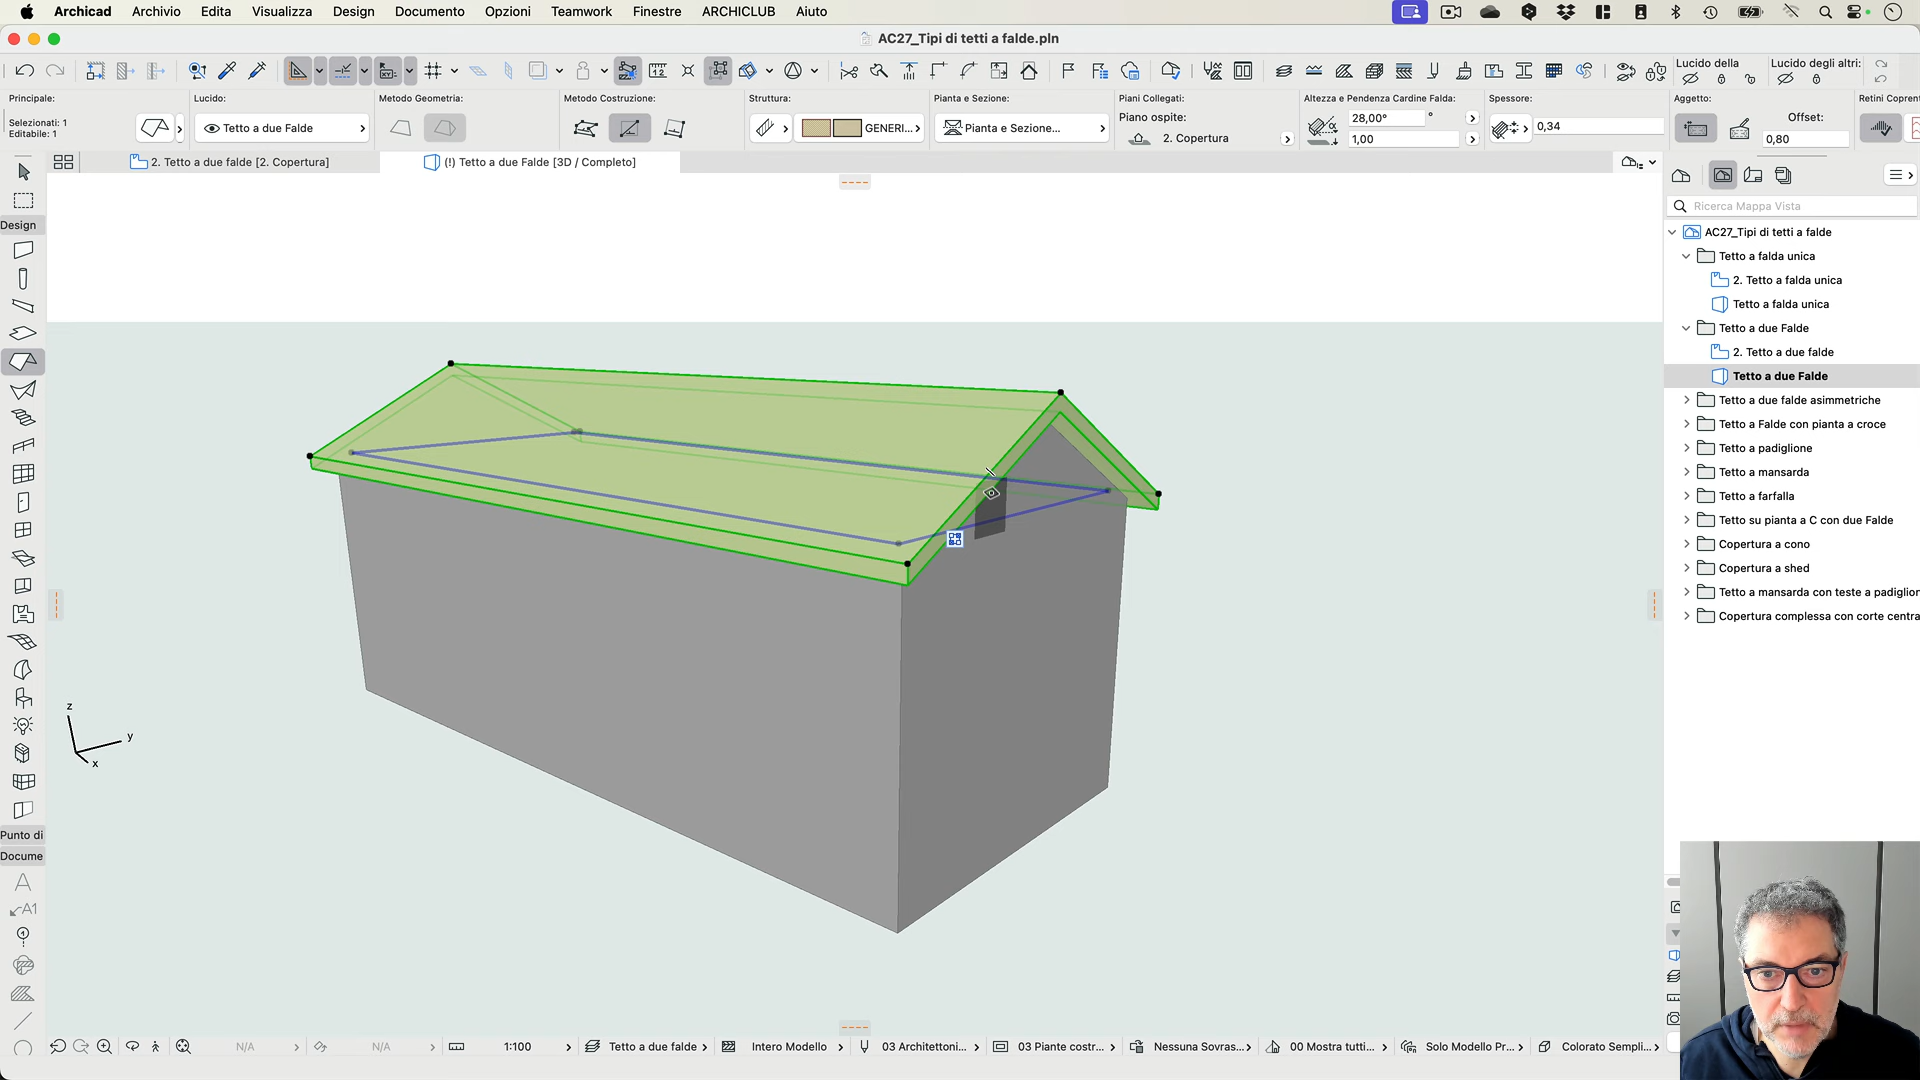 Archicad Archivio Edita Visualizza Design Documento Opzioni Teamwork Finestre ARCHICLUB Aiuto
AC27_Tipi di tetti a falde.pln
Lucido della
Lucido degli altri:
Principale:
Selezionati: 1
Editabile: 1
Lucido:
Tetto a due Falde
Metodo Geometria:
Metodo Costruzione:
Struttura:
GENERI...
Pianta e Sezione:
Pianta e Sezione...
Piani Collegati:
Piano ospite:
2. Copertura
Altezza e Pendenza Cardine Falda:
28,00°
°
1,00
Spessore:
0,34
Aggetto:
Offset:
0,80
Retini Coprent
2. Tetto a due falde [2. Copertura]
(!) Tetto a due Falde [3D / Completo]
Design
Punto di
Docume
A
A1
z
y
x
Ricerca Mappa Vista
AC27_Tipi di tetti a falde
Tetto a falda unica
2. Tetto a falda unica
Tetto a falda unica
Tetto a due Falde
2. Tetto a due falde
Tetto a due Falde
Tetto a due falde asimmetriche
Tetto a Falde con pianta a croce
Tetto a padiglione
Tetto a mansarda
Tetto a farfalla
Tetto su pianta a C con due Falde
Copertura a cono
Copertura a shed
Tetto a mansarda con teste a padiglion
Copertura complessa con corte centra
N/A
N/A
1:100
Tetto a due falde
Intero Modello
03 Architettoni...
03 Piante costr...
Nessuna Sovras...
00 Mostra tutti...
Solo Modello Pr...
Colorato Sempli...